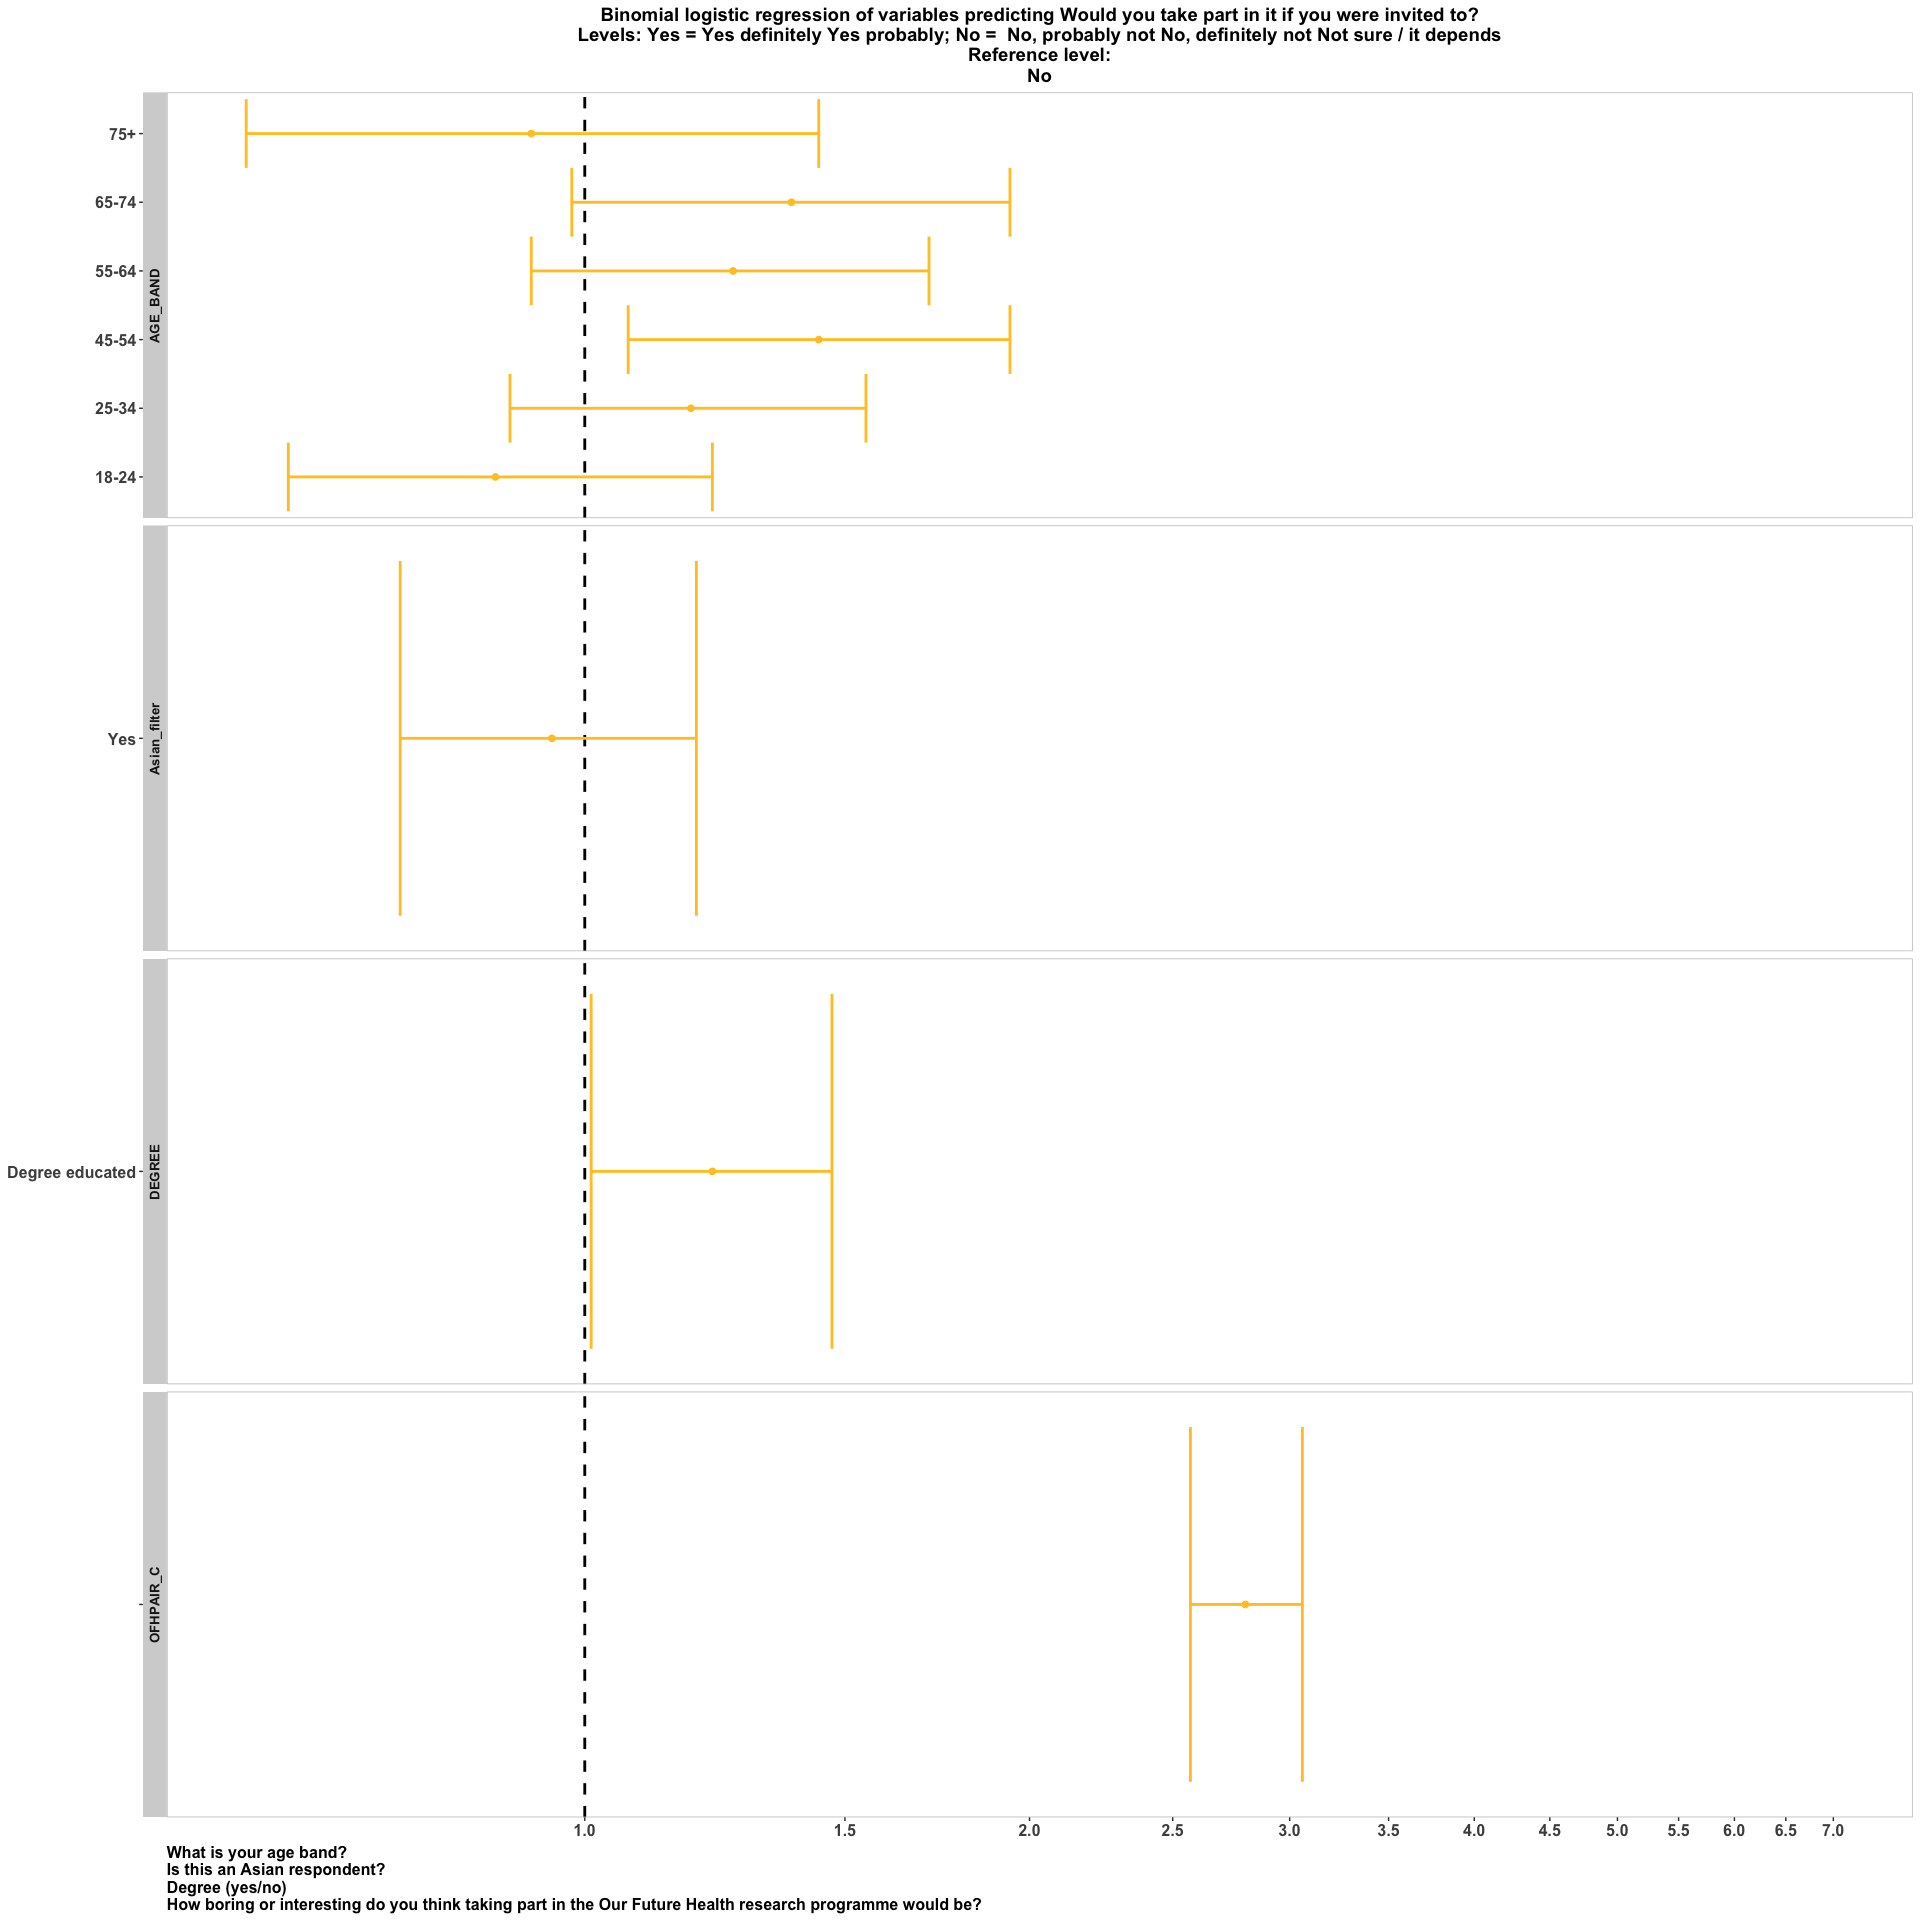 Binomial logistic regression of variables predicting Would you take part in it if you were invited to?
Levels: Yes = Yes definitely Yes probably; No =  No, probably not No, definitely not Not sure / it depends
Reference level:
No
AGE_BAND
75+
65-74
55-64
45-54
25-34
18-24
Asian_filter
Yes
DEGREE
Degree educated
OFHPAIR_C
1.0 1.5 2.0 2.5 3.0 3.5 4.0 4.5 5.0 5.5 6.0 6.5 7.0
What is your age band?
Is this an Asian respondent?
Degree (yes/no)
How boring or interesting do you think taking part in the Our Future Health research programme would be?